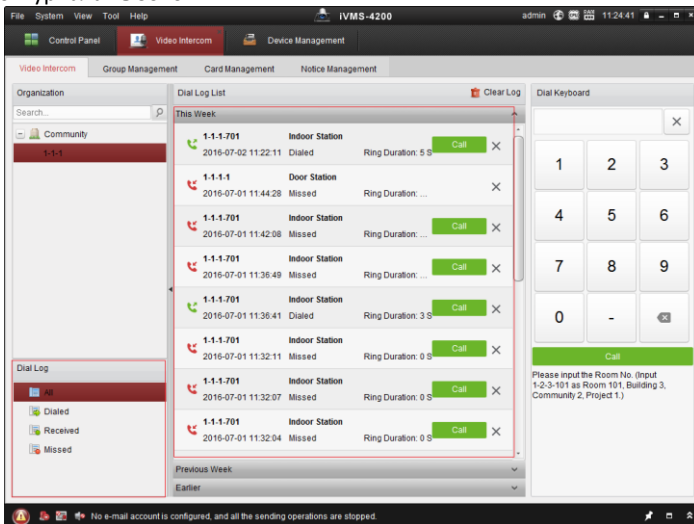 File System View Tool Help iVMS-4200 admin 11:24:41
Control Panel Video Intercom Device Management
Video Intercom Group Management Card Management Notice Management
Organization
Search...
Community
1-1-1
Dial Log
All
Dialed
Received
Missed
Dial Log List Clear Log
This Week
1-1-1-701 Indoor Station
2016-07-02 11:22:11 Dialed Ring Duration: 5 S Call
1-1-1-1 Door Station
2016-07-01 11:44:28 Missed Ring Duration: ...
1-1-1-701 Indoor Station
2016-07-01 11:42:08 Missed Ring Duration: ... Call
1-1-1-701 Indoor Station
2016-07-01 11:36:49 Missed Ring Duration: ... Call
1-1-1-701 Indoor Station
2016-07-01 11:36:41 Dialed Ring Duration: 3 S Call
1-1-1-701 Indoor Station
2016-07-01 11:32:11 Missed Ring Duration: 0 S Call
1-1-1-701 Indoor Station
2016-07-01 11:32:07 Missed Ring Duration: 0 S Call
1-1-1-701 Indoor Station
2016-07-01 11:32:04 Missed Ring Duration: 0 S Call
Previous Week
Earlier
Dial Keyboard
1 2 3
4 5 6
7 8 9
0 -
Call
Please input the Room No. (Input
1-2-3-101 as Room 101, Building 3,
Community 2, Project 1.)
No e-mail account is configured, and all the sending operations are stopped.